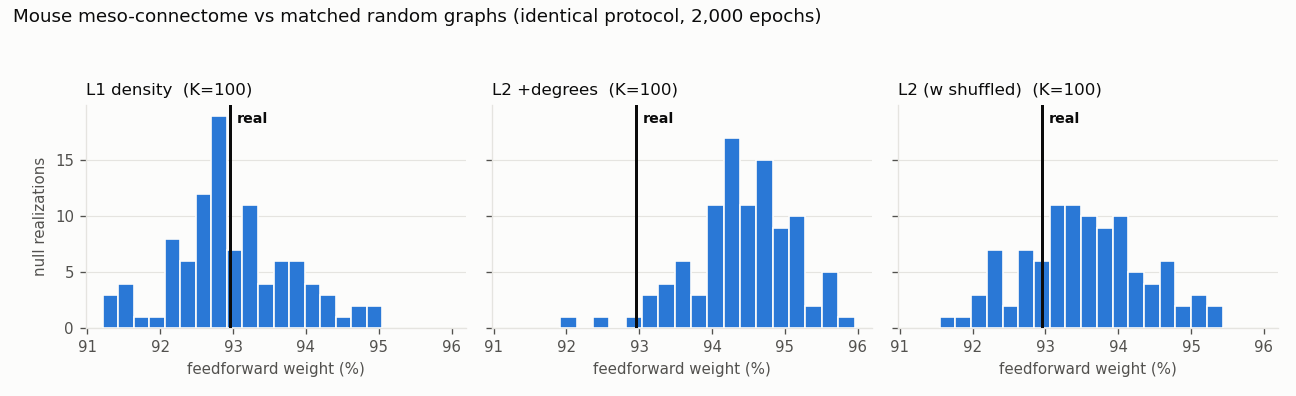 Mouse meso-connectome vs matched random graphs (identical protocol, 2,000 epochs)
L1 density  (K=100)
L2 +degrees  (K=100)
L2 (w shuffled)  (K=100)
real
real
real
15
10
5
0
null realizations
91 92 93 94 95 96
91 92 93 94 95 96
91 92 93 94 95 96
feedforward weight (%)
feedforward weight (%)
feedforward weight (%)